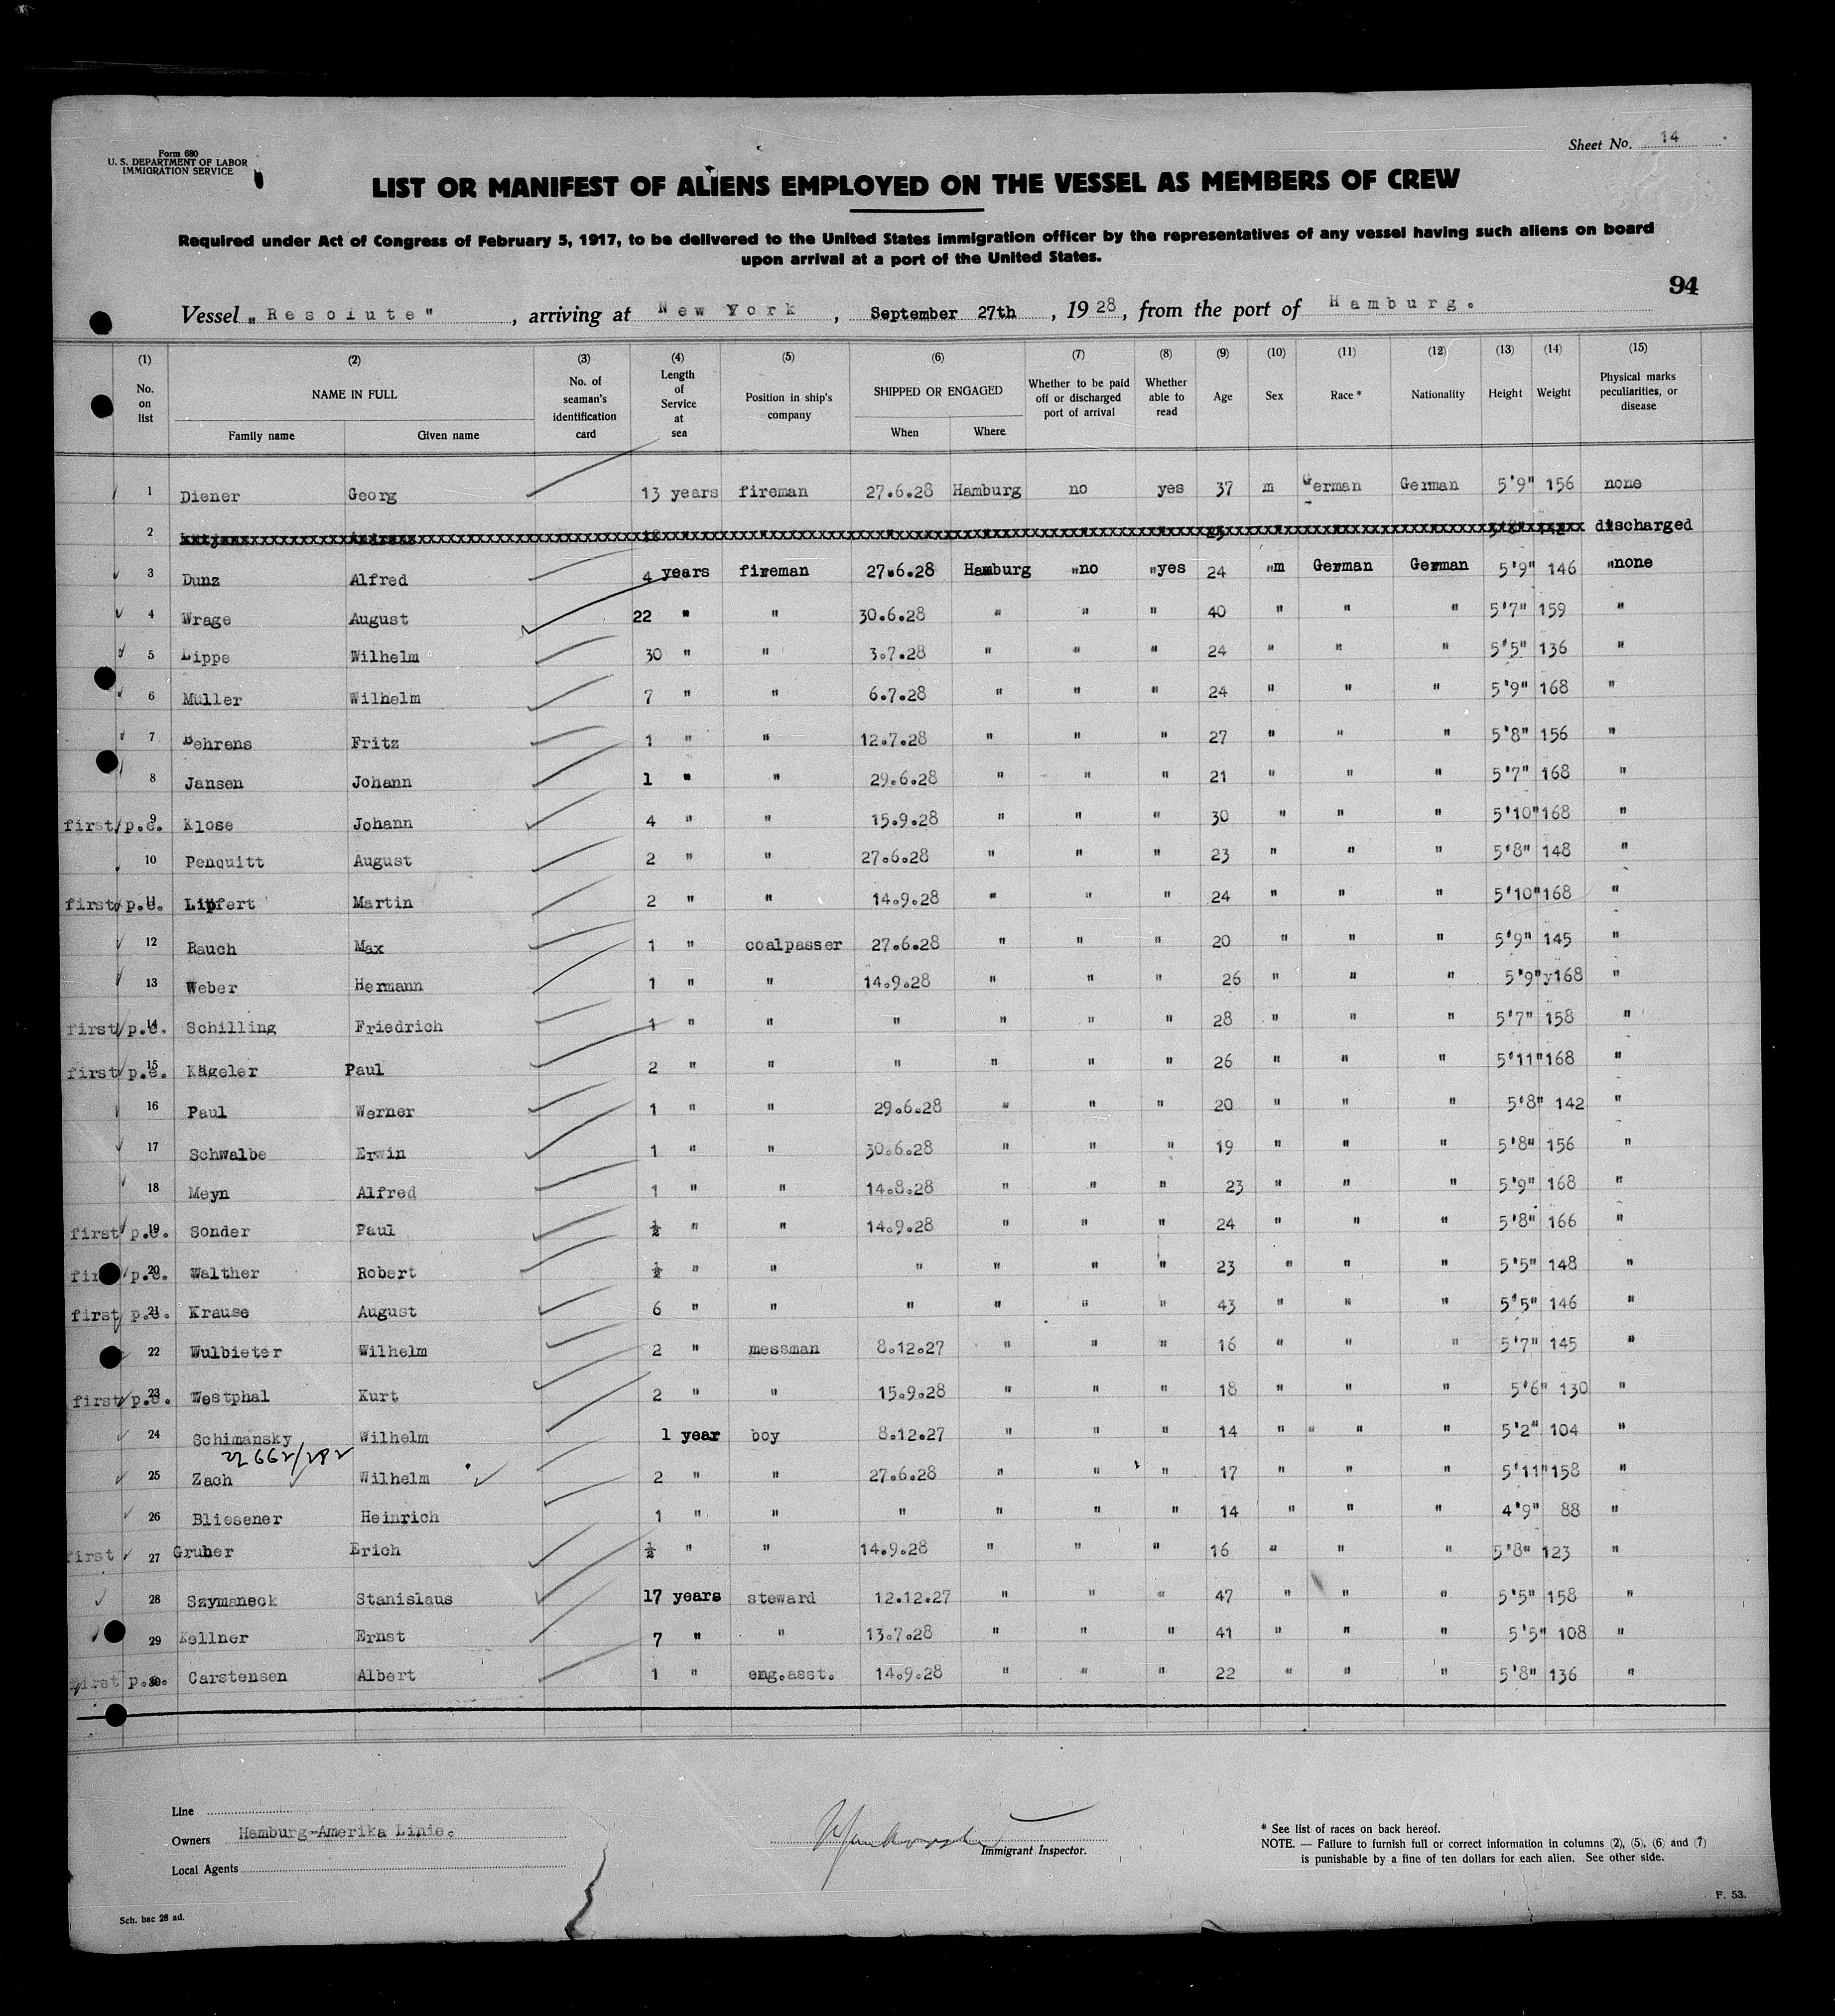 Form 680
U. S. DEPARTMENT OF LABOR
IMMIGRATION SERVICE
Sheet No. 14
LIST OR MANIFEST OF ALIENS EMPLOYED ON THE VESSEL AS MEMBERS OF CREW
Required under Act of Congress of February 5, 1917, to be delivered to the United States immigration officer by the representatives of any vessel having such aliens on board
upon arrival at a port of the United States.
94
Vessel „Resolute", arriving at New York, September 27th, 1928, from the port of Hamburg.
(1) (2) (3) (4) (5) (6) (7) (8) (9) (10) (11) (12) (13) (14) (15)
No. on list NAME IN FULL Family name Given name No. of seaman's identification card Length of Service at sea Position in ship's company SHIPPED OR ENGAGED When Where Whether to be paid off or discharged port of arrival Whether able to read Age Sex Race * Nationality Height Weight Physical marks peculiarities, or disease
1 Diener Georg 13 years fireman 27.6.28 Hamburg no yes 37 m German German 5'9" 156 none
2 discharged
3 Dunz Alfred 4 years fireman 27.6.28 Hamburg "no "yes 24 "m German German 5'9" 146 "none
4 Wrage August 22 " " 30.6.28 " " " 40 " " " 5'7" 159 "
5 Lippe Wilhelm 30 " " 3.7.28 " " " 24 " " " 5'5" 136 "
6 Müller Wilhelm 7 " " 6.7.28 " " " 24 " " " 5'9" 168 "
7 Behrens Fritz 1 " " 12.7.28 " " " 27 " " " 5'8" 156 "
8 Jansen Johann 1 " " 29.6.28 " " " 21 " " " 5'7" 168 "
first p.e. 9 Klose Johann 4 " " 15.9.28 " " " 30 " " " 5'10" 168 "
10 Penquitt August 2 " " 27.6.28 " " " 23 " " " 5'8" 148 "
first p.e. 11 Lipfert Martin 2 " " 14.9.28 " " " 24 " " " 5'10" 168 "
12 Rauch Max 1 " coalpasser 27.6.28 " " " 20 " " " 5'9" 145 "
13 Weber Hermann 1 " " 14.9.28 " " " 26 " " " 5'9"y168 "
first p.e. 14 Schilling Friedrich 1 " " " " " " 28 " " " 5'7" 158 "
first p.e. 15 Kägeler Paul 2 " " " " " " 26 " " " 5'11" 168 "
16 Paul Werner 1 " " 29.6.28 " " " 20 " " " 5'8" 142 "
17 Schwalbe Erwin 1 " " 30.6.28 " " " 19 " " " 5'8" 156 "
18 Meyn Alfred 1 " " 14.8.28 " " " 23 " " " 5'9" 168 "
first p.e. 19 Sonder Paul ½ " " 14.9.28 " " " 24 " " " 5'8" 166 "
p.e. 20 Walther Robert ½ " " " " " " 23 " " " 5'5" 148 "
first p.e. 21 Krause August 6 " " " " " " 43 " " " 5'5" 146 "
22 Wulbieter Wilhelm 2 " messman 8.12.27 " " " 16 " " " 5'7" 145 "
first p.e. 23 Westphal Kurt 2 " " 15.9.28 " " " 18 " " " 5'6" 130 "
24 Schimansky Wilhelm 1 year boy 8.12.27 " " " 14 " " " " 5'2" 104 "
25 Zach Wilhelm 2 " " 27.6.28 " " " 17 " " " 5'11" 158 "
26 Bliesener Heinrich 1 " " " " " " 14 " " " 4'9" 88 "
first 27 Gruber Erich ½ " " 14.9.28 " " " 16 " " " 5'8" 123 "
28 Szymaneck Stanislaus 17 years steward 12.12.27 " " " 47 " " " 5'5" 158 "
29 Kellner Ernst 7 " " 13.7.28 " " " 41 " " " 5'5" 108 "
first p.e. 30 Carstensen Albert 1 " eng.asst. 14.9.28 " " " 22 " " " 5'8" 136 "
Line
Owners Hamburg-Amerika Linie.
Local Agents
Immigrant Inspector.
* See list of races on back hereof.
NOTE. — Failure to furnish full or correct information in columns (2), (5), (6) and (7)
is punishable by a fine of ten dollars for each alien. See other side.
F. 53.
Sch. bac 28 ad.